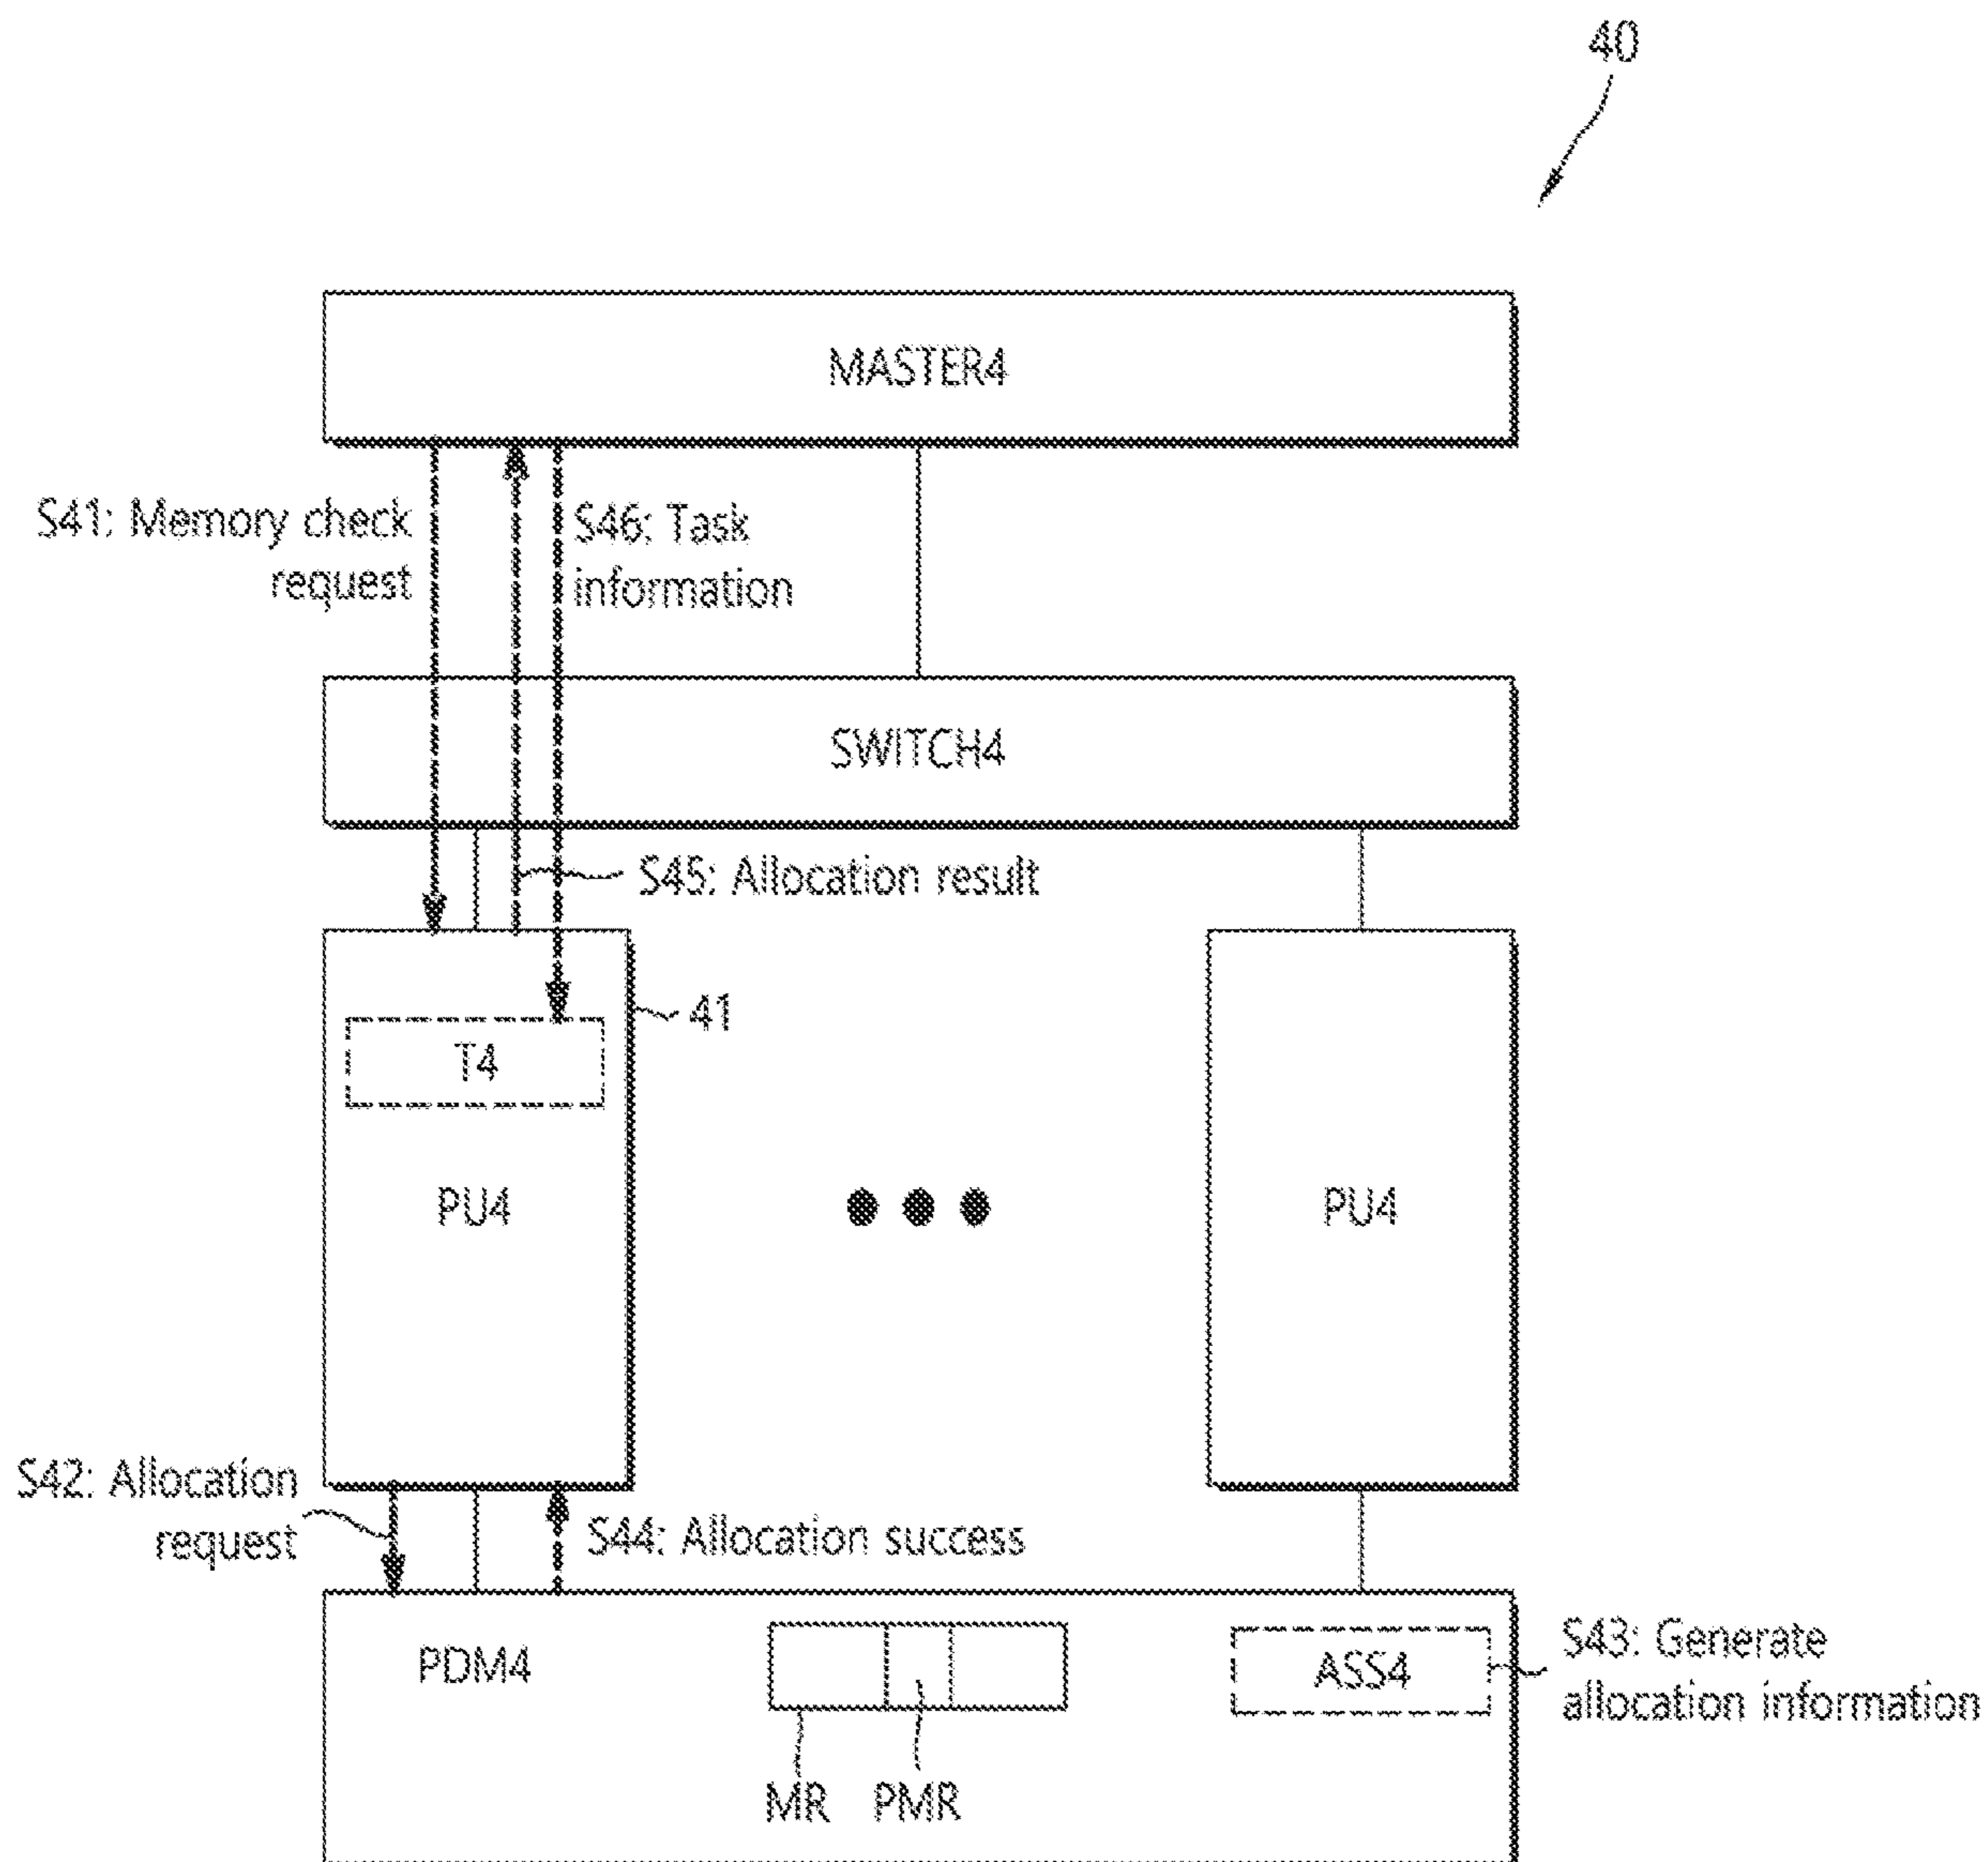 40
MASTER4
S41: Memory check
request
S46: Task
information
SWITCH4
S45: Allocation result
41
T4
PU4
PU4
S42: Allocation
request
S44: Allocation success
PDM4
ASS4
S43: Generate
allocation information
MR
PMR